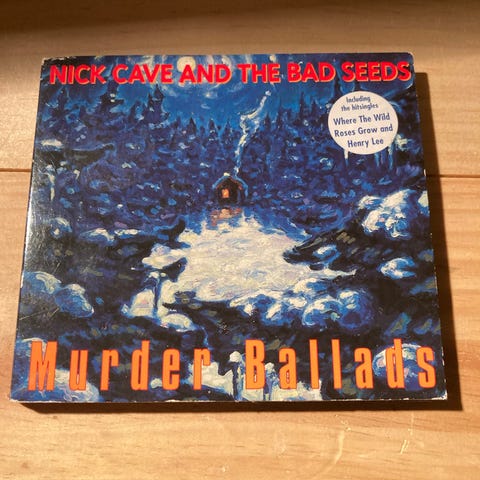 NICK CAVE AND THE BAD SEEDS
Including
the hitsingles
Where The Wild
Roses Grow and
Henry Lee
Murder Ballads